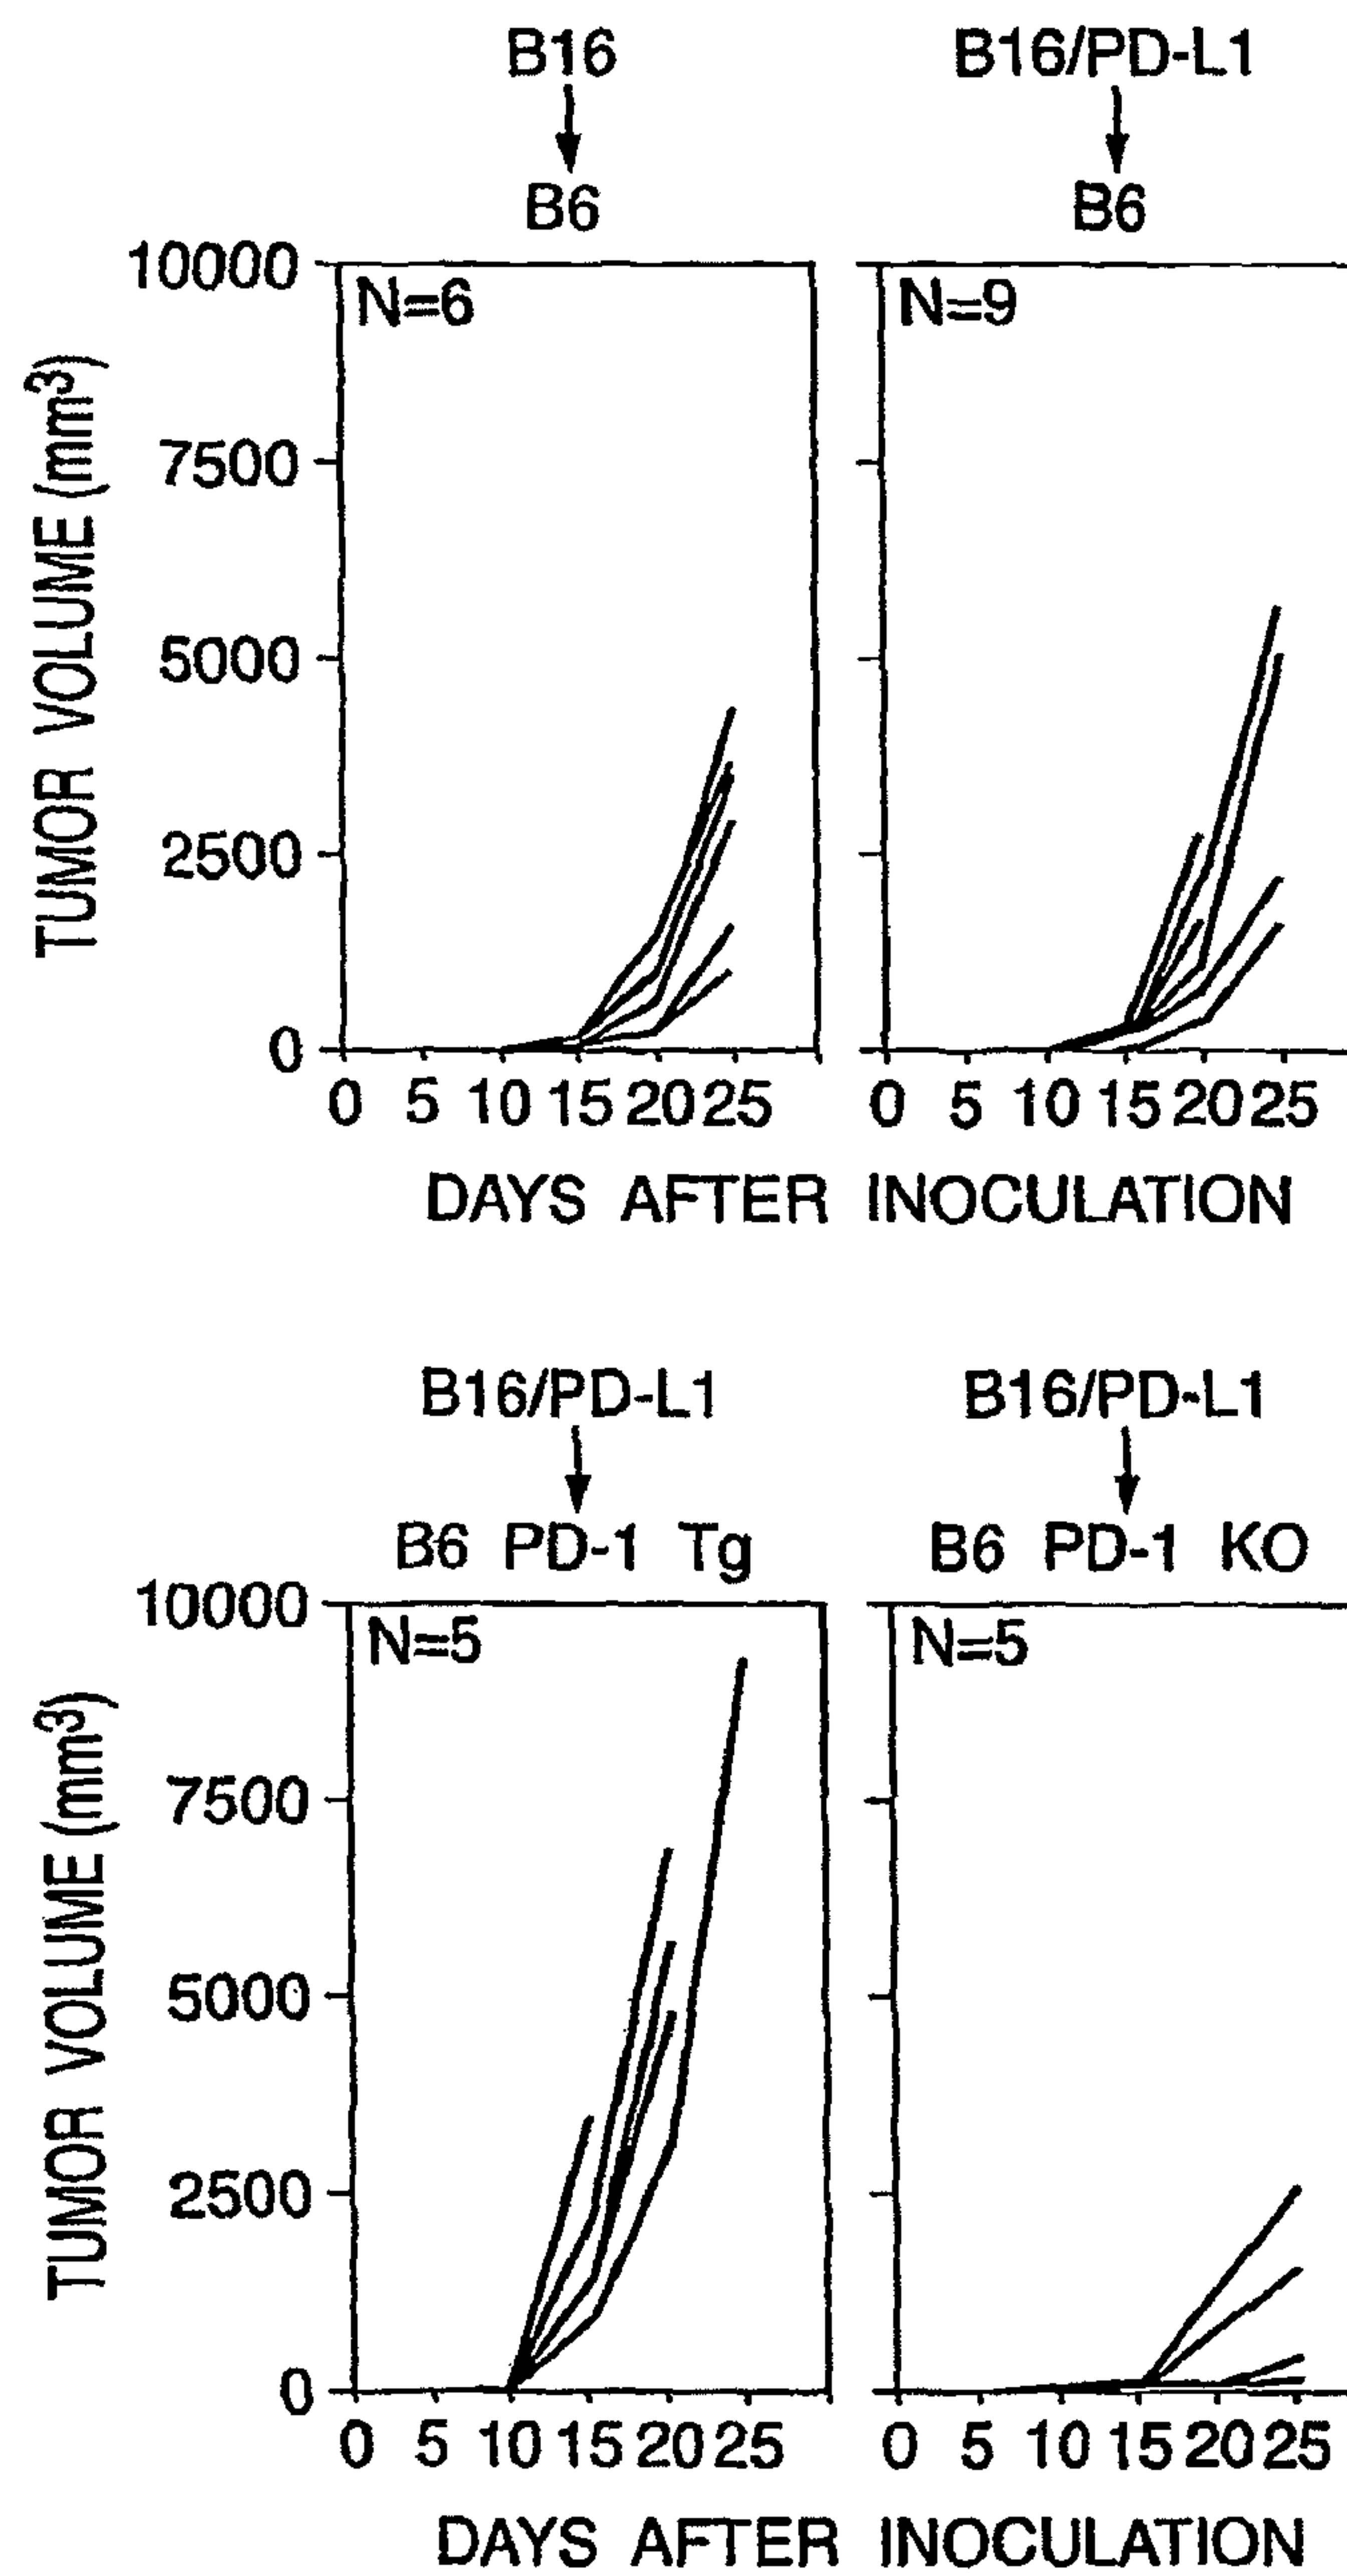 B16
B6
B16/PD-L1
B6
TUMOR VOLUME (mm³)
10000
7500
5000
2500
0
N=6
N=9
0 5 10 15 20 25
0 5 10 15 20 25
DAYS AFTER INOCULATION
B16/PD-L1
B6 PD-1 Tg
B16/PD-L1
B6 PD-1 KO
TUMOR VOLUME (mm³)
10000
7500
5000
2500
0
N=5
N=5
0 5 10 15 20 25
0 5 10 15 20 25
DAYS AFTER INOCULATION